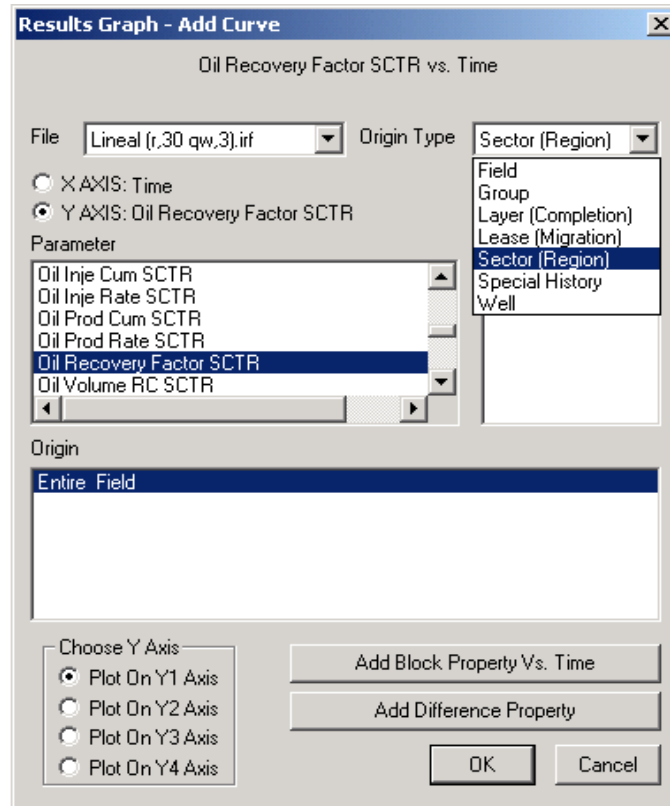 Results Graph - Add Curve
Oil Recovery Factor SCTR vs. Time
File Lineal (r,30 qw,3).irf Origin Type Sector (Region)
X AXIS: Time
Y AXIS: Oil Recovery Factor SCTR
Field
Group
Layer (Completion)
Lease (Migration)
Sector (Region)
Special History
Well
Parameter
Oil Inje Cum SCTR
Oil Inje Rate SCTR
Oil Prod Cum SCTR
Oil Prod Rate SCTR
Oil Recovery Factor SCTR
Oil Volume RC SCTR
Origin
Entire Field
Choose Y Axis
Plot On Y1 Axis
Plot On Y2 Axis
Plot On Y3 Axis
Plot On Y4 Axis
Add Block Property Vs. Time
Add Difference Property
OK Cancel